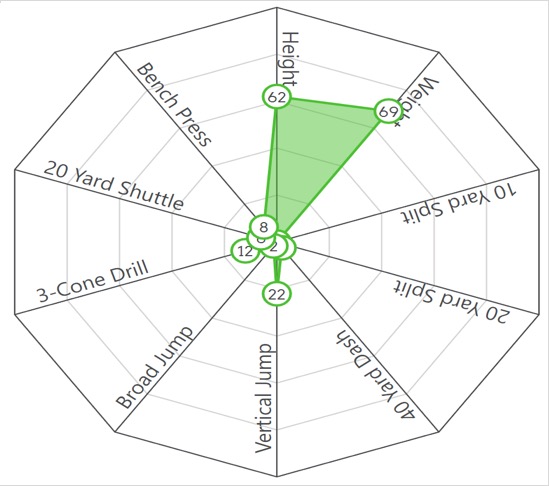 Height
Weight
10 Yard Split
20 Yard Split
40 Yard Dash
Vertical Jump
Broad Jump
3-Cone Drill
20 Yard Shuttle
Bench Press
62
69
8
12
2
22